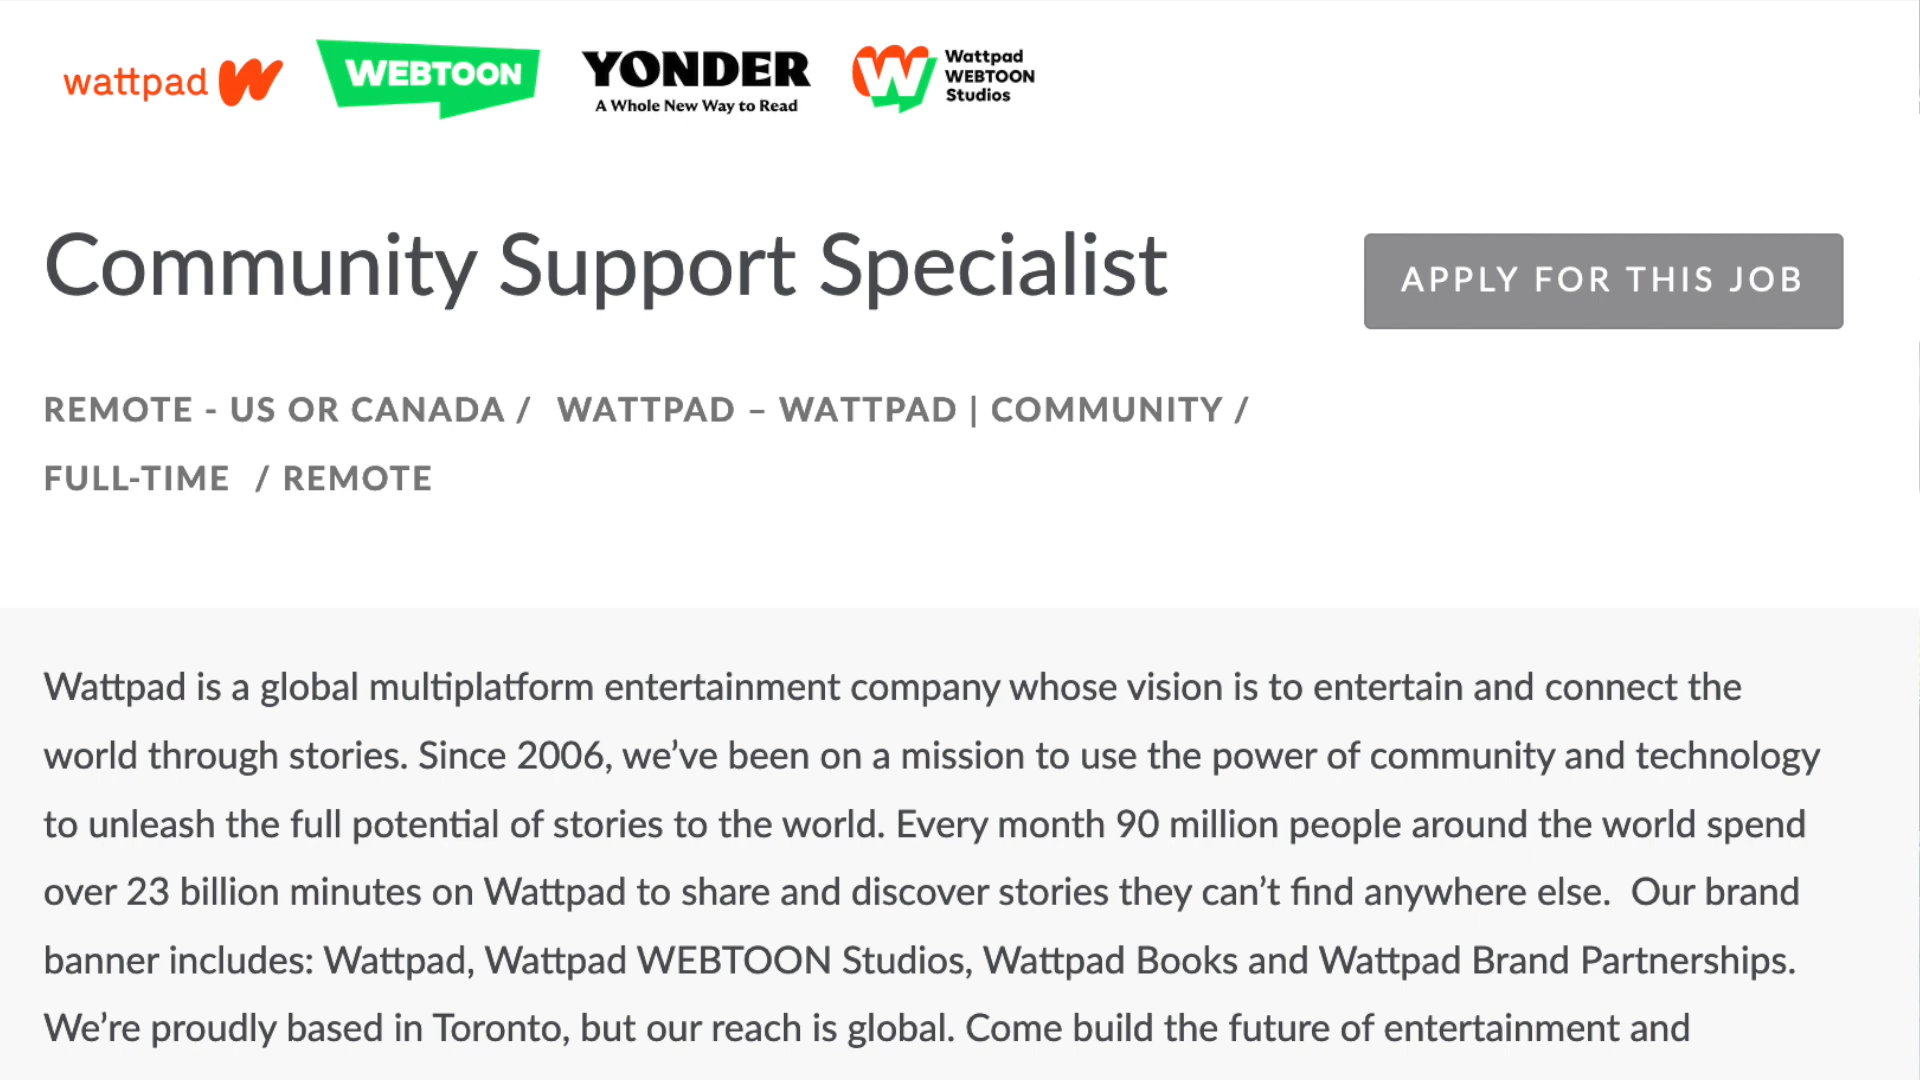 wattpad
WEBTOON
YONDER
A Whole New Way to Read
Wattpad
WEBTOON
Studios
Community Support Specialist
APPLY FOR THIS JOB
REMOTE - US OR CANADA / WATTPAD – WATTPAD | COMMUNITY /
FULL-TIME / REMOTE
Wattpad is a global multiplatform entertainment company whose vision is to entertain and connect the
world through stories. Since 2006, we’ve been on a mission to use the power of community and technology
to unleash the full potential of stories to the world. Every month 90 million people around the world spend
over 23 billion minutes on Wattpad to share and discover stories they can’t find anywhere else. Our brand
banner includes: Wattpad, Wattpad WEBTOON Studios, Wattpad Books and Wattpad Brand Partnerships.
We’re proudly based in Toronto, but our reach is global. Come build the future of entertainment and